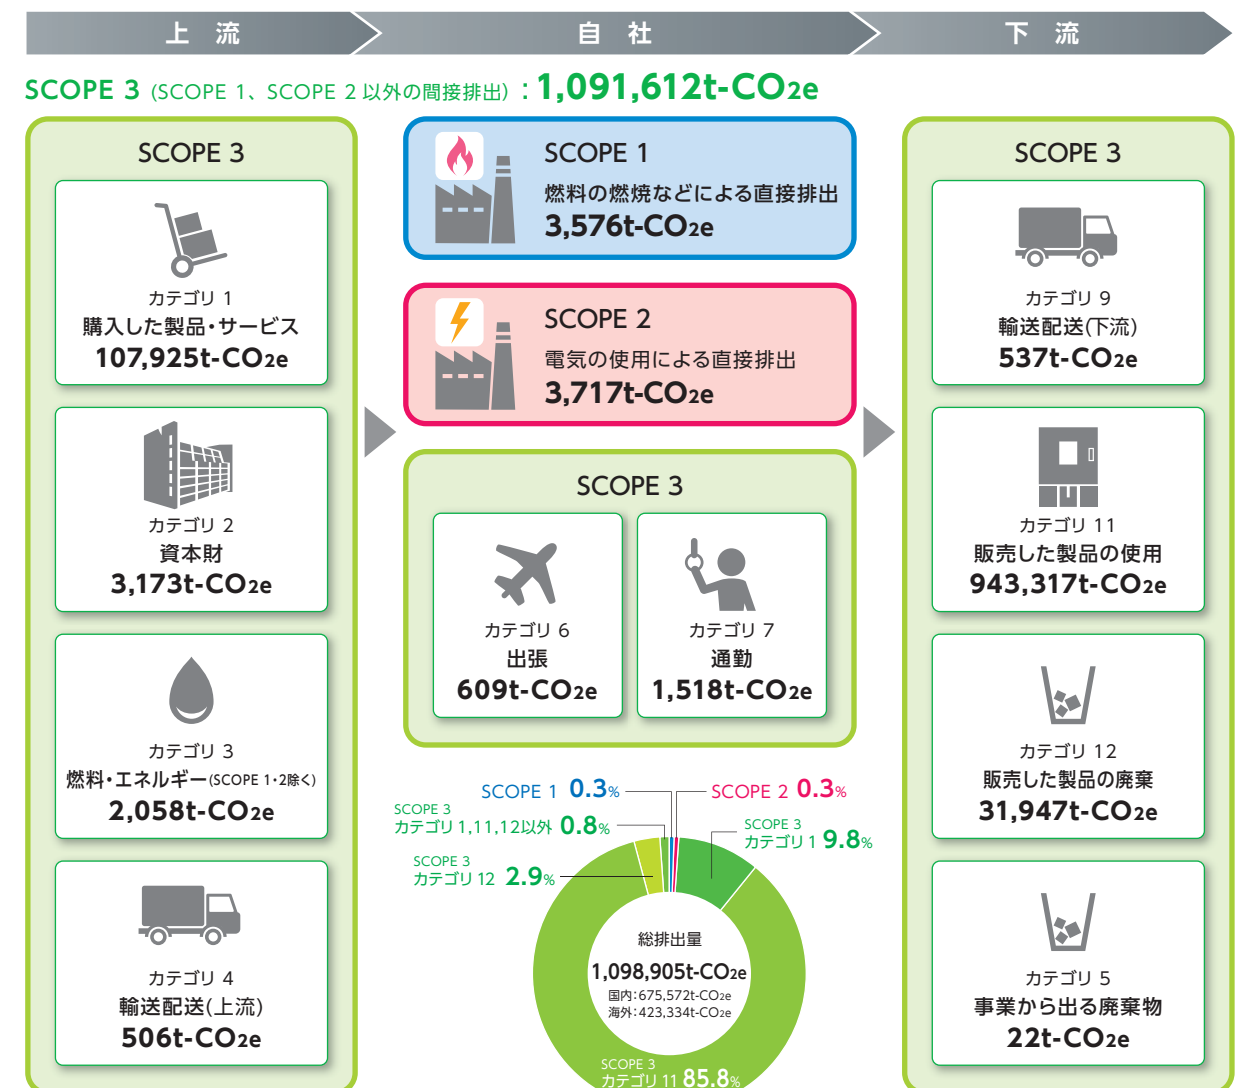 上 流
自 社
下 流
SCOPE 3 (SCOPE 1、SCOPE 2 以外の間接排出)：1,091,612t-CO2e
SCOPE 3
カテゴリ 1
購入した製品・サービス
107,925t-CO2e
カテゴリ 2
資本財
3,173t-CO2e
カテゴリ 3
燃料・エネルギー(SCOPE 1・2除く)
2,058t-CO2e
カテゴリ 4
輸送配送(上流)
506t-CO2e
SCOPE 1
燃料の燃焼などによる直接排出
3,576t-CO2e
SCOPE 2
電気の使用による直接排出
3,717t-CO2e
SCOPE 3
カテゴリ 6
出張
609t-CO2e
カテゴリ 7
通勤
1,518t-CO2e
SCOPE 1 0.3%
SCOPE 2 0.3%
SCOPE 3
カテゴリ 1,11,12以外 0.8%
SCOPE 3
カテゴリ 1 9.8%
SCOPE 3
カテゴリ 12 2.9%
総排出量
1,098,905t-CO2e
国内：675,572t-CO2e
海外：423,334t-CO2e
SCOPE 3
カテゴリ 11 85.8%
SCOPE 3
カテゴリ 9
輸送配送(下流)
537t-CO2e
カテゴリ 11
販売した製品の使用
943,317t-CO2e
カテゴリ 12
販売した製品の廃棄
31,947t-CO2e
カテゴリ 5
事業から出る廃棄物
22t-CO2e